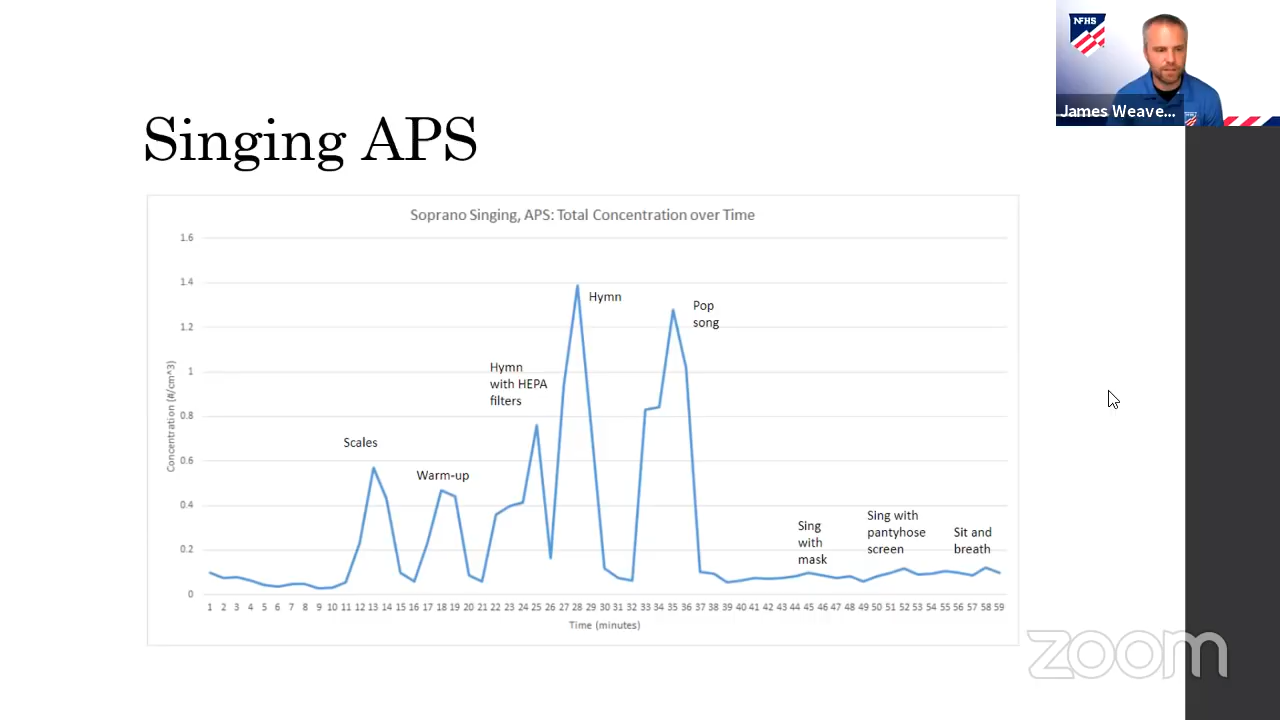 NFHS
James Weave...
NFHS
Singing APS
Soprano Singing, APS: Total Concentration over Time
1.6
1.4
1.2
1
0.8
0.6
0.4
0.2
0
Concentration (#/cm^3)
Scales
Warm-up
Hymn
with HEPA
filters
Hymn
Pop
song
Sing
with
mask
Sing with
pantyhose
screen
Sit and
breath
1 2 3 4 5 6 7 8 9 10 11 12 13 14 15 16 17 18 19 20 21 22 23 24 25 26 27 28 29 30 31 32 33 34 35 36 37 38 39 40 41 42 43 44 45 46 47 48 49 50 51 52 53 54 55 56 57 58 59
Time (minutes)
zoom